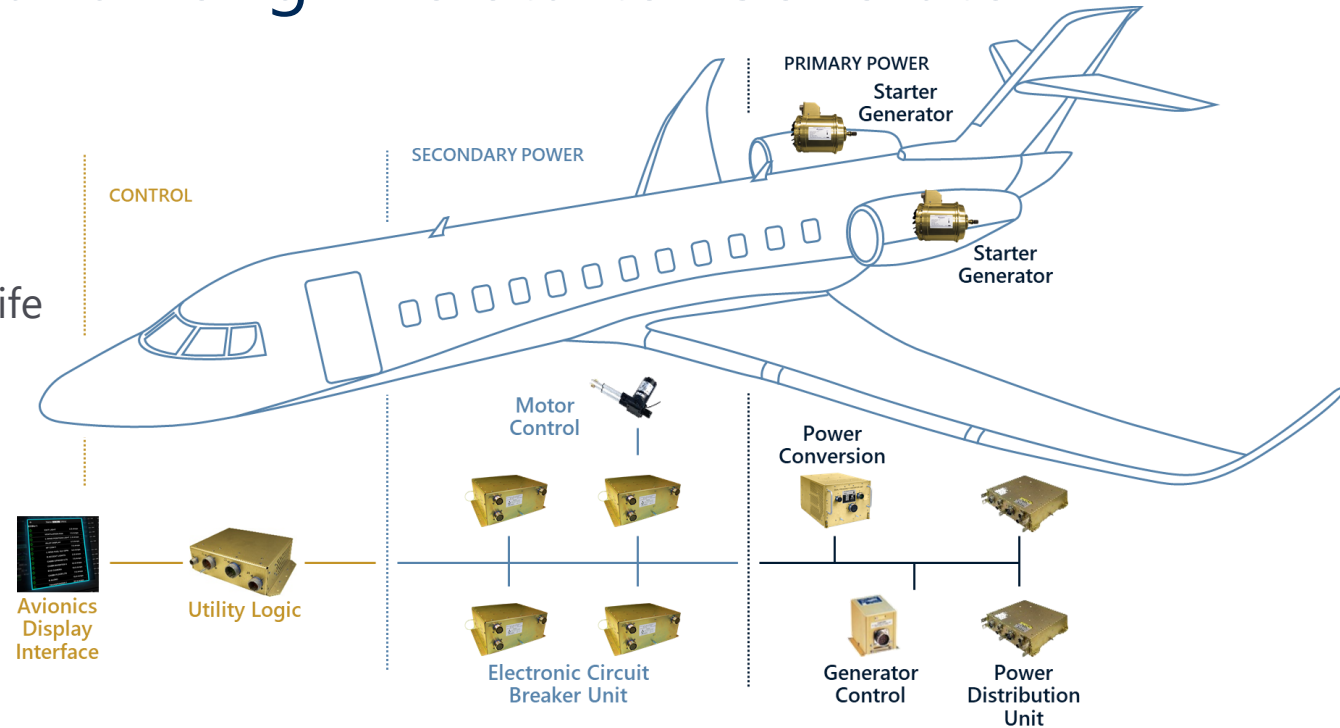 PRIMARY POWER
Starter
Generator
SECONDARY POWER
CONTROL
Starter
Generator
ife
Motor
Control
Power
Conversion
Avionics
Display
Interface
Utility Logic
Electronic Circuit
Breaker Unit
Generator
Control
Power
Distribution
Unit